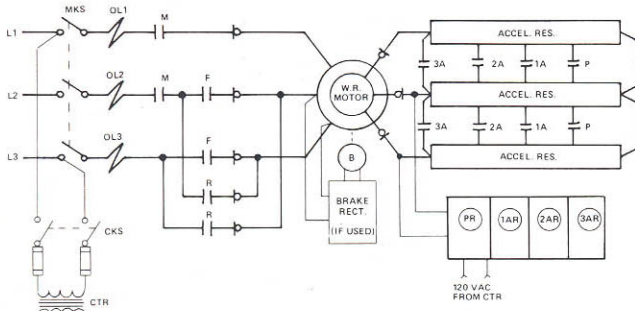 MKS
OL1
M
L1
OL2
M
F
L2
OL3
F
L3
R
R
W.R.
MOTOR
B
BRAKE
RECT.
(IF USED)
ACCEL. RES.
3A
2A
1A
P
ACCEL. RES.
3A
2A
1A
P
ACCEL. RES.
PR
1AR
2AR
3AR
120 VAC
FROM CTR
CKS
CTR